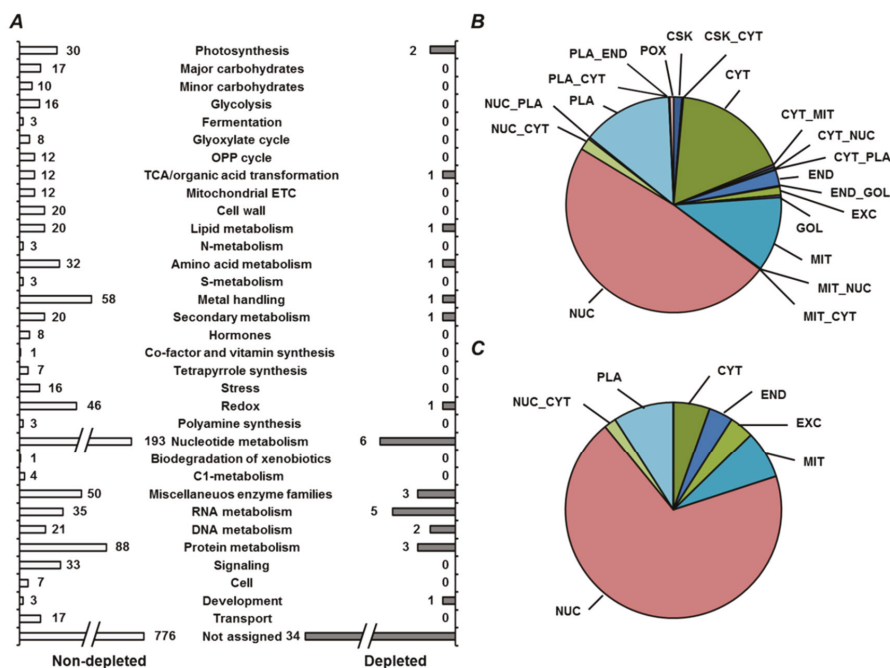 A
30 Photosynthesis 2
17 Major carbohydrates 0
10 Minor carbohydrates 0
16 Glycolysis 0
3 Fermentation 0
8 Glyoxylate cycle 0
12 OPP cycle 0
12 TCA/organic acid transformation 1
12 Mitochondrial ETC 0
20 Cell wall 0
20 Lipid metabolism 1
3 N-metabolism 0
32 Amino acid metabolism 1
3 S-metabolism 0
58 Metal handling 1
20 Secondary metabolism 1
8 Hormones 0
1 Co-factor and vitamin synthesis 0
7 Tetrapyrrole synthesis 0
16 Stress 0
46 Redox 1
3 Polyamine synthesis 0
193 Nucleotide metabolism 6
1 Biodegradation of xenobiotics 0
4 C1-metabolism 0
50 Miscellaneuos enzyme families 3
35 RNA metabolism 5
21 DNA metabolism 2
88 Protein metabolism 3
33 Signaling 0
7 Cell 0
3 Development 1
17 Transport 0
776 Not assigned 34
Non-depleted Depleted
B
CSK
CSK_CYT
CYT
CYT_MIT
CYT_NUC
CYT_PLA
END
END_GOL
EXC
GOL
MIT
MIT_NUC
MIT_CYT
NUC
NUC_CYT
NUC_PLA
PLA
PLA_CYT
PLA_END
POX
C
CYT
END
EXC
MIT
NUC
NUC_CYT
PLA